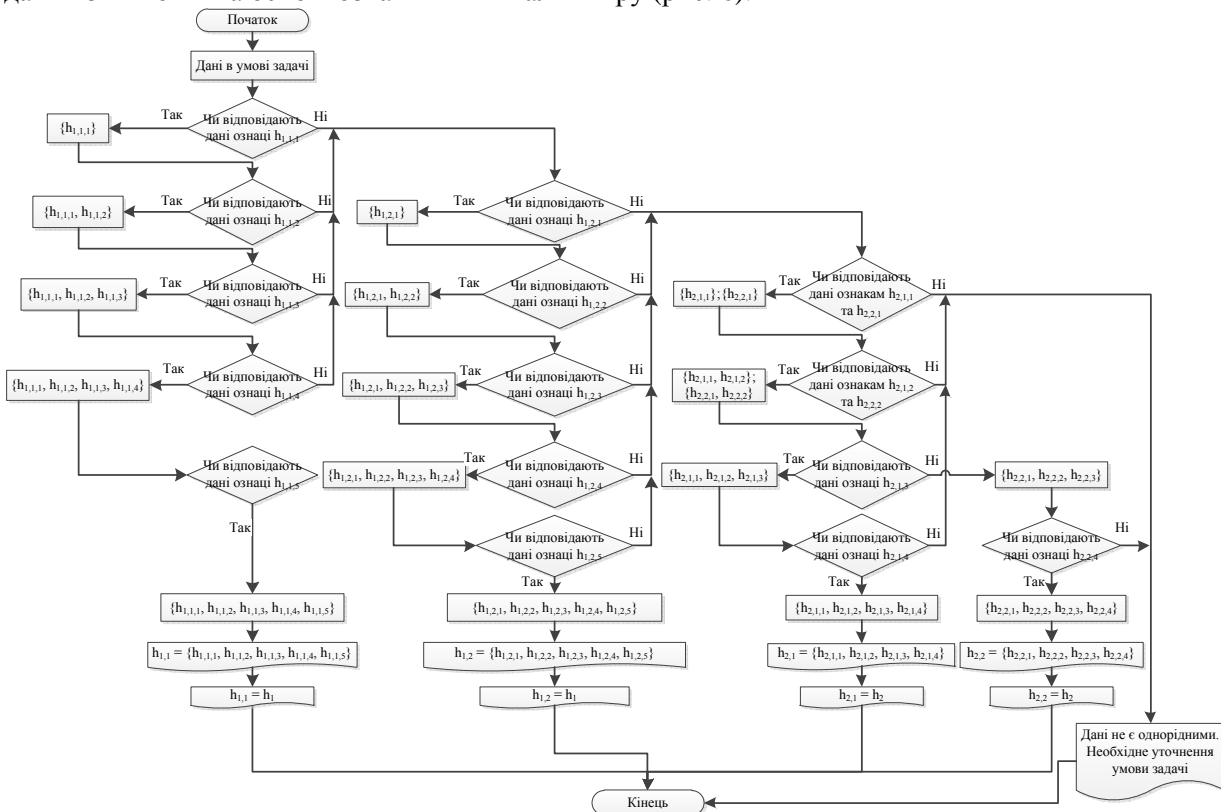 Початок
Дані в умові задачі
Чи відповідають
дані ознаці h1,1,1
Так
Ні
{h1,1,1}
Чи відповідають
дані ознаці h1,1,2
Так
Ні
{h1,1,1, h1,1,2}
Чи відповідають
дані ознаці h1,1,3
Так
Ні
{h1,1,1, h1,1,2, h1,1,3}
Чи відповідають
дані ознаці h1,1,4
Так
Ні
{h1,1,1, h1,1,2, h1,1,3, h1,1,4}
Чи відповідають
дані ознаці h1,1,5
Так
{h1,1,1, h1,1,2, h1,1,3, h1,1,4, h1,1,5}
h1,1 = {h1,1,1, h1,1,2, h1,1,3, h1,1,4, h1,1,5}
h1,1 = h1
Чи відповідають
дані ознаці h1,2,1
Так
Ні
{h1,2,1}
Чи відповідають
дані ознаці h1,2,2
Так
Ні
{h1,2,1, h1,2,2}
Чи відповідають
дані ознаці h1,2,3
Так
Ні
{h1,2,1, h1,2,2, h1,2,3}
Чи відповідають
дані ознаці h1,2,4
Так
Ні
{h1,2,1, h1,2,2, h1,2,3, h1,2,4}
Чи відповідають
дані ознаці h1,2,5
Ні
Так
{h1,2,1, h1,2,2, h1,2,3, h1,2,4, h1,2,5}
h1,2 = {h1,2,1, h1,2,2, h1,2,3, h1,2,4, h1,2,5}
h1,2 = h1
Чи відповідають
дані ознакам h2,1,1
та h2,2,1
Так
Ні
{h2,1,1};{h2,2,1}
Чи відповідають
дані ознакам h2,1,2
та h2,2,2
Так
Ні
{h2,1,1, h2,1,2};
{h2,2,1, h2,2,2}
Чи відповідають
дані ознаці h2,1,3
Так
Ні
{h2,1,1, h2,1,2, h2,1,3}
{h2,2,1, h2,2,2, h2,2,3}
Чи відповідають
дані ознаці h2,1,4
Ні
Так
{h2,1,1, h2,1,2, h2,1,3, h2,1,4}
h2,1 = {h2,1,1, h2,1,2, h2,1,3, h2,1,4}
h2,1 = h2
Чи відповідають
дані ознаці h2,2,4
Ні
Так
{h2,2,1, h2,2,2, h2,2,3, h2,2,4}
h2,2 = {h2,2,1, h2,2,2, h2,2,3, h2,2,4}
h2,2 = h2
Дані не є однорідними.
Необхідне уточнення
умови задачі
Кінець